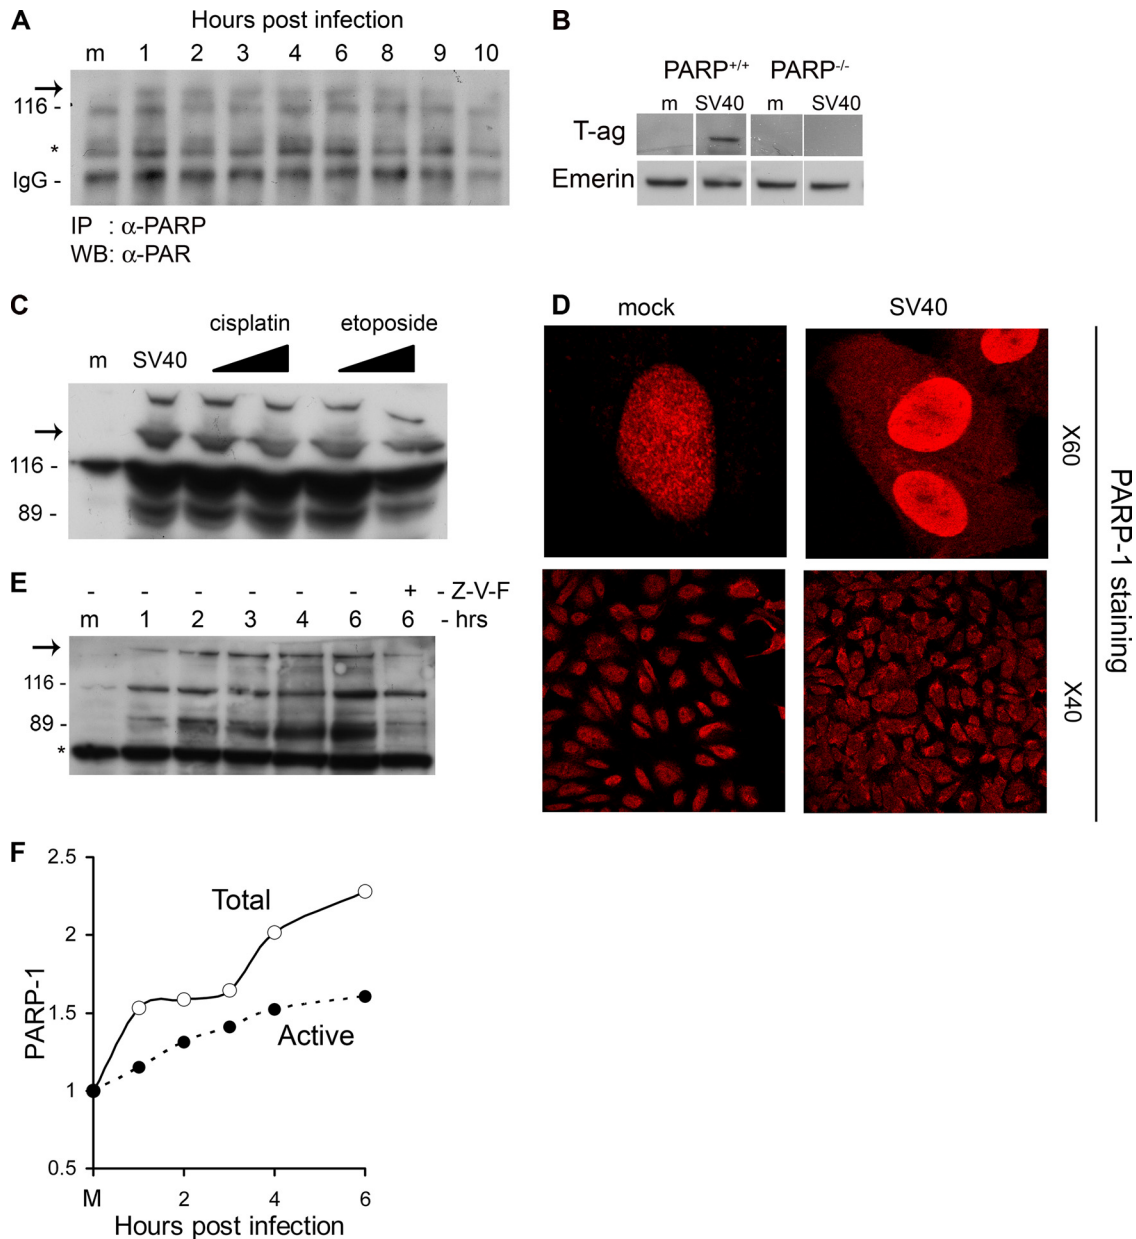 A
Hours post infection
m 1 2 3 4 6 8 9 10
116 -
*
IgG -
IP : α-PARP
WB: α-PAR
B
PARP+/+ PARP-/-
m SV40 m SV40
T-ag
Emerin
C
cisplatin etoposide
m SV40
116 -
89 -
D
mock SV40
X60
X40
PARP-1 staining
E
- - - - - - + - Z-V-F
m 1 2 3 4 6 6 - hrs
116 -
89 -
*
F
2.5
2
1.5
1
0.5
PARP-1
Total
Active
M 2 4 6
Hours post infection